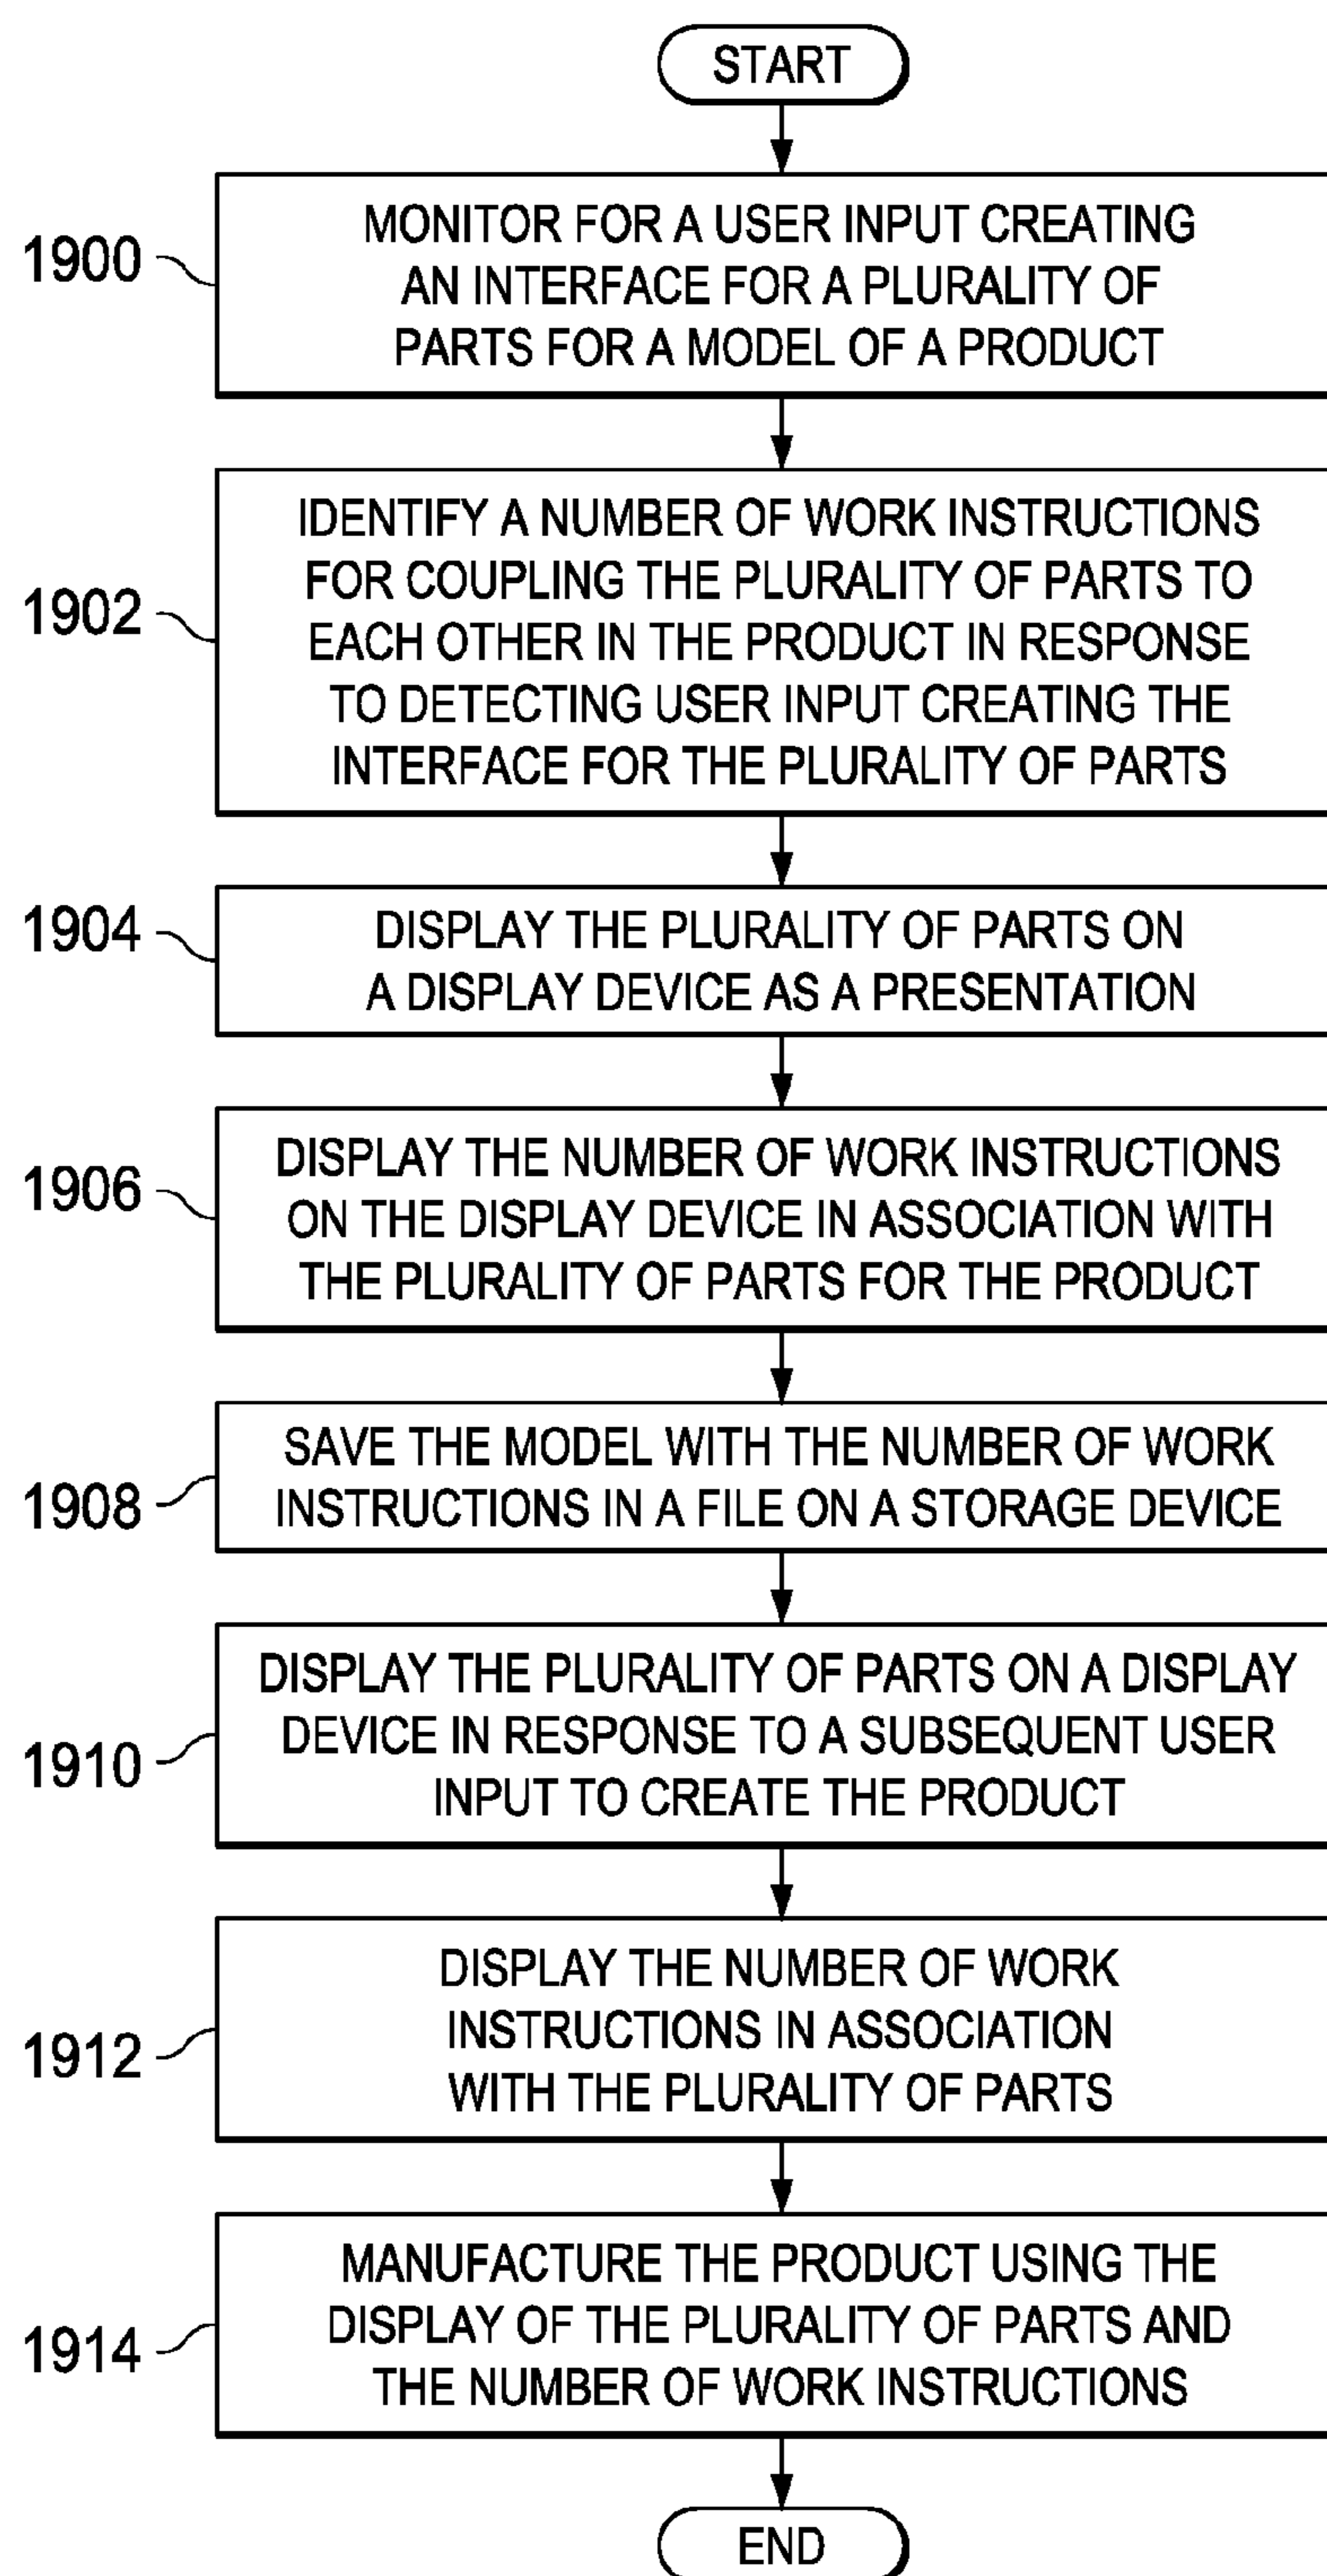 START
1900
MONITOR FOR A USER INPUT CREATING
AN INTERFACE FOR A PLURALITY OF
PARTS FOR A MODEL OF A PRODUCT
1902
IDENTIFY A NUMBER OF WORK INSTRUCTIONS
FOR COUPLING THE PLURALITY OF PARTS TO
EACH OTHER IN THE PRODUCT IN RESPONSE
TO DETECTING USER INPUT CREATING THE
INTERFACE FOR THE PLURALITY OF PARTS
1904
DISPLAY THE PLURALITY OF PARTS ON
A DISPLAY DEVICE AS A PRESENTATION
1906
DISPLAY THE NUMBER OF WORK INSTRUCTIONS
ON THE DISPLAY DEVICE IN ASSOCIATION WITH
THE PLURALITY OF PARTS FOR THE PRODUCT
1908
SAVE THE MODEL WITH THE NUMBER OF WORK
INSTRUCTIONS IN A FILE ON A STORAGE DEVICE
1910
DISPLAY THE PLURALITY OF PARTS ON A DISPLAY
DEVICE IN RESPONSE TO A SUBSEQUENT USER
INPUT TO CREATE THE PRODUCT
1912
DISPLAY THE NUMBER OF WORK
INSTRUCTIONS IN ASSOCIATION
WITH THE PLURALITY OF PARTS
1914
MANUFACTURE THE PRODUCT USING THE
DISPLAY OF THE PLURALITY OF PARTS AND
THE NUMBER OF WORK INSTRUCTIONS
END